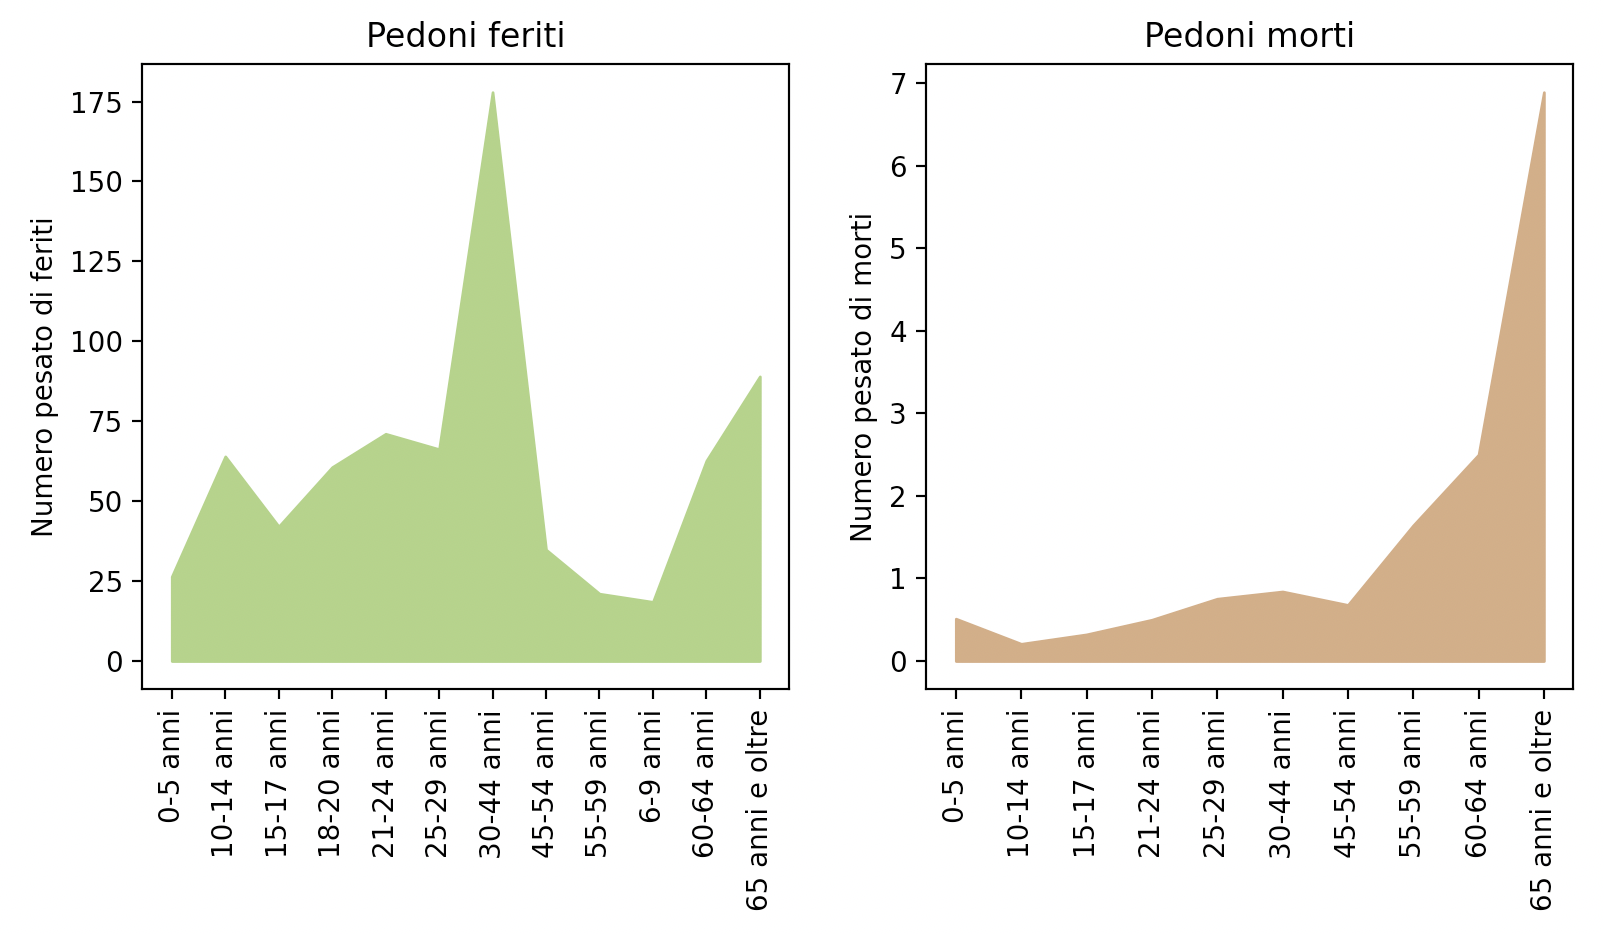 Pedoni feriti
Numero pesato di feriti
175
150
125
100
75
50
25
0
0-5 anni
10-14 anni
15-17 anni
18-20 anni
21-24 anni
25-29 anni
30-44 anni
45-54 anni
55-59 anni
6-9 anni
60-64 anni
65 anni e oltre
Pedoni morti
Numero pesato di morti
7
6
5
4
3
2
1
0
0-5 anni
10-14 anni
15-17 anni
21-24 anni
25-29 anni
30-44 anni
45-54 anni
55-59 anni
60-64 anni
65 anni e oltre